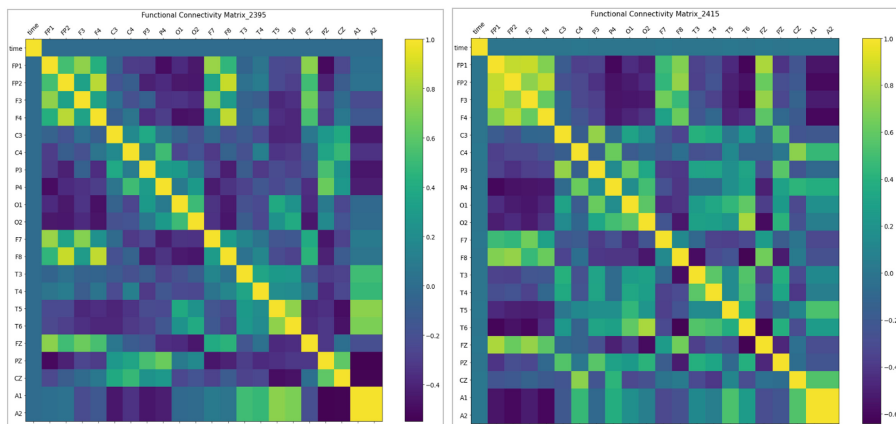 Functional Connectivity Matrix_2395
time FP1 FP2 F3 F4 C3 C4 P3 P4 O1 O2 F7 F8 T3 T4 T5 T6 FZ PZ CZ A1 A2
time
FP1
FP2
F3
F4
C3
C4
P3
P4
O1
O2
F7
F8
T3
T4
T5
T6
FZ
PZ
CZ
A1
A2
1.0
0.8
0.6
0.4
0.2
0.0
−0.2
−0.4
Functional Connectivity Matrix_2415
time FP1 FP2 F3 F4 C3 C4 P3 P4 O1 O2 F7 F8 T3 T4 T5 T6 FZ PZ CZ A1 A2
time
FP1
FP2
F3
F4
C3
C4
P3
P4
O1
O2
F7
F8
T3
T4
T5
T6
FZ
PZ
CZ
A1
A2
1.0
0.8
0.6
0.4
0.2
0.0
−0.2
−0.4
−0.6